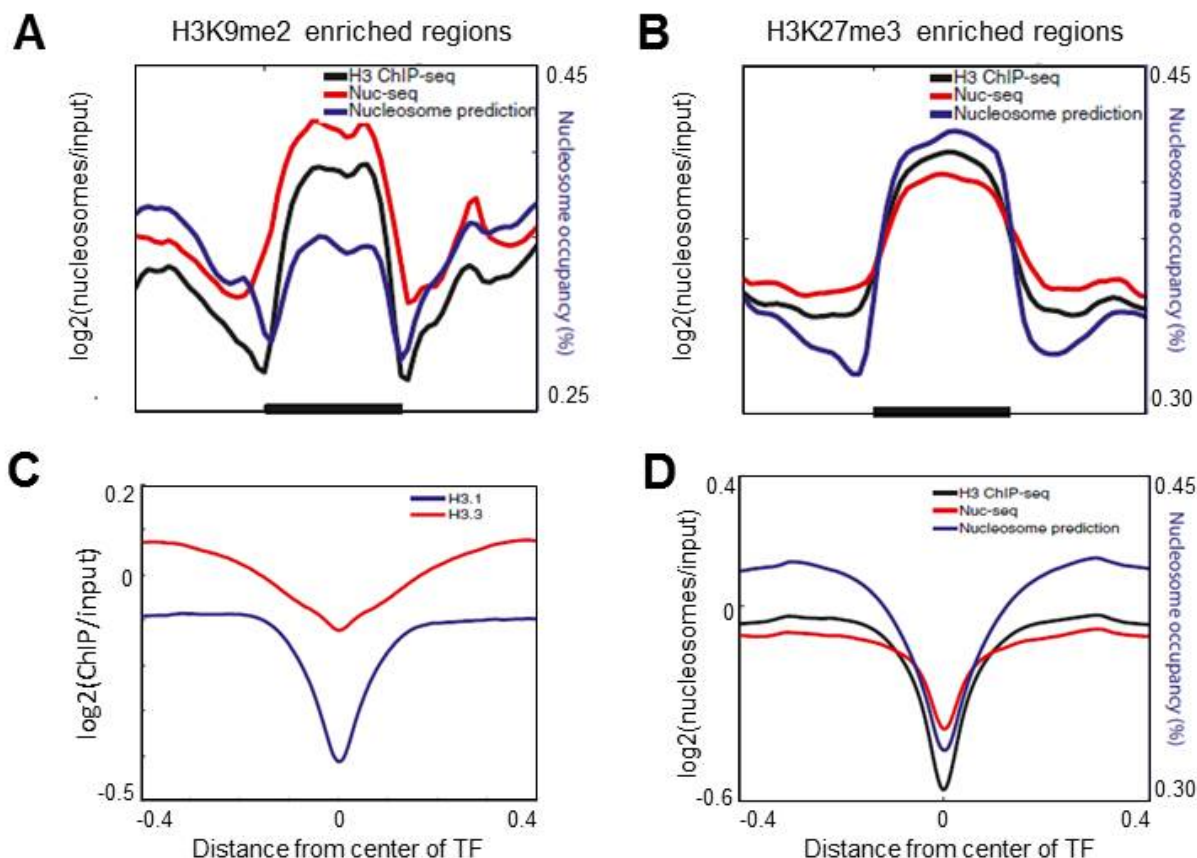 A
H3K9me2 enriched regions
H3 ChIP-seq
Nuc-seq
Nucleosome prediction
log2(nucleosomes/input)
0.45
Nucleosome occupancy (%)
0.25
B
H3K27me3 enriched regions
H3 ChIP-seq
Nuc-seq
Nucleosome prediction
log2(nucleosomes/input)
0.45
Nucleosome occupancy (%)
0.30
C
0.2
0
-0.5
log2(ChIP/input)
H3.1
H3.3
-0.4
0
0.4
Distance from center of TF
D
0.4
0
-0.6
log2(nucleosomes/input)
H3 ChIP-seq
Nuc-seq
Nucleosome prediction
0.45
Nucleosome occupancy (%)
0.30
-0.4
0
0.4
Distance from center of TF